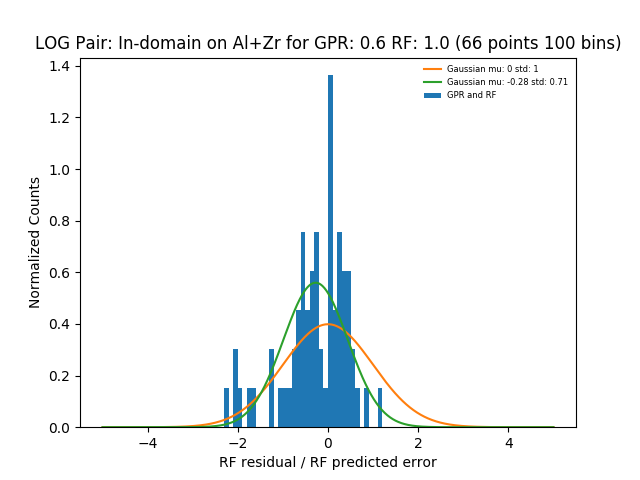 LOG Pair: In-domain on Al+Zr for GPR: 0.6 RF: 1.0 (66 points 100 bins)
Gaussian mu: 0 std: 1
Gaussian mu: -0.28 std: 0.71
GPR and RF
Normalized Counts
1.4
1.2
1.0
0.8
0.6
0.4
0.2
0.0
−4
−2
0
2
4
RF residual / RF predicted error